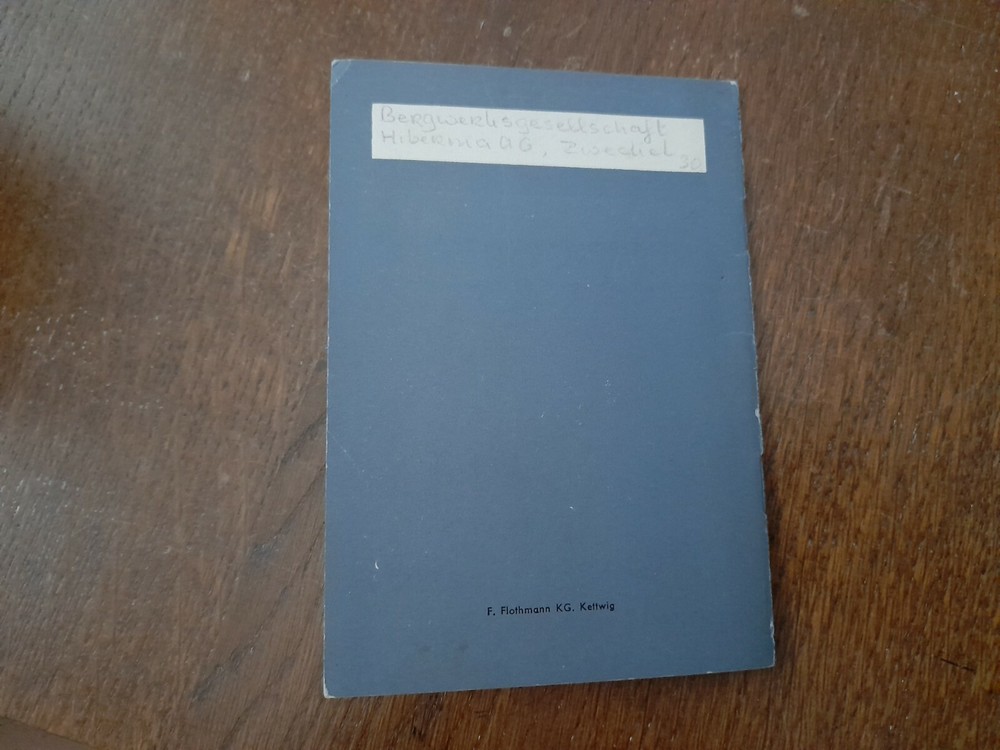 Bergwerksgesellschaft
Hibernia AG, Zweckel
30
F. Flothmann KG. Kettwig